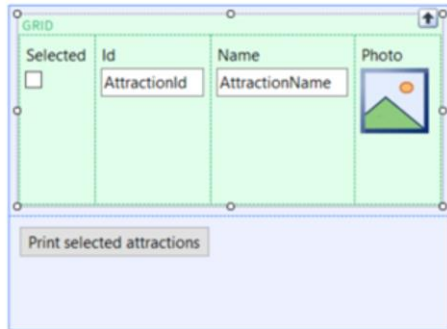 GRID
Selected Id Name Photo
AttractionId AttractionName
Print selected attractions